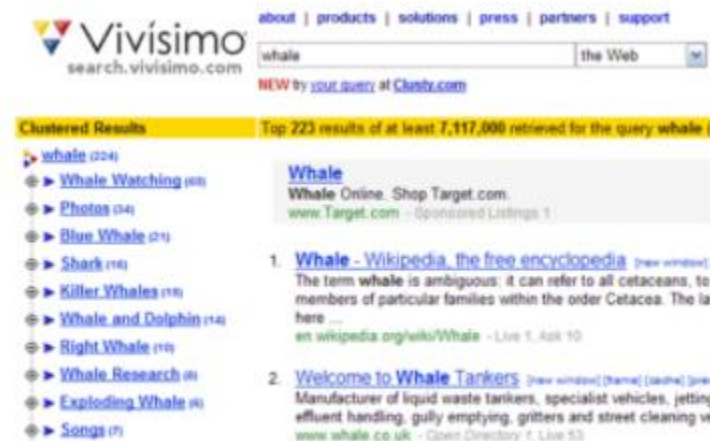 about | products | solutions | press | partners | support
Vivísimo
search.vivisimo.com
whale
the Web
NEW try your query at Clusty.com
Clustered Results
whale (224)
Whale Watching
Photos (34)
Blue Whale (21)
Shark (16)
Killer Whales
Whale and Dolphin (14)
Right Whale (10)
Whale Research
Exploding Whale
Songs (7)
Top 223 results of at least 7,117,000 retrieved for the query whale (
Whale
Whale Online. Shop Target.com.
www.Target.com - Sponsored Listings 1
1. Whale - Wikipedia, the free encyclopedia [new window]
The term whale is ambiguous: it can refer to all cetaceans, to
members of particular families within the order Cetacea. The la
here ...
en.wikipedia.org/wiki/Whale - Live 1, Ask 10
2. Welcome to Whale Tankers [new window] [frame] [cache] [prev
Manufacturer of liquid waste tankers, specialist vehicles, jetting
effluent handling, gully emptying, gritters and street cleaning ve
www.whale.co.uk - Open Directory 1, Live 53